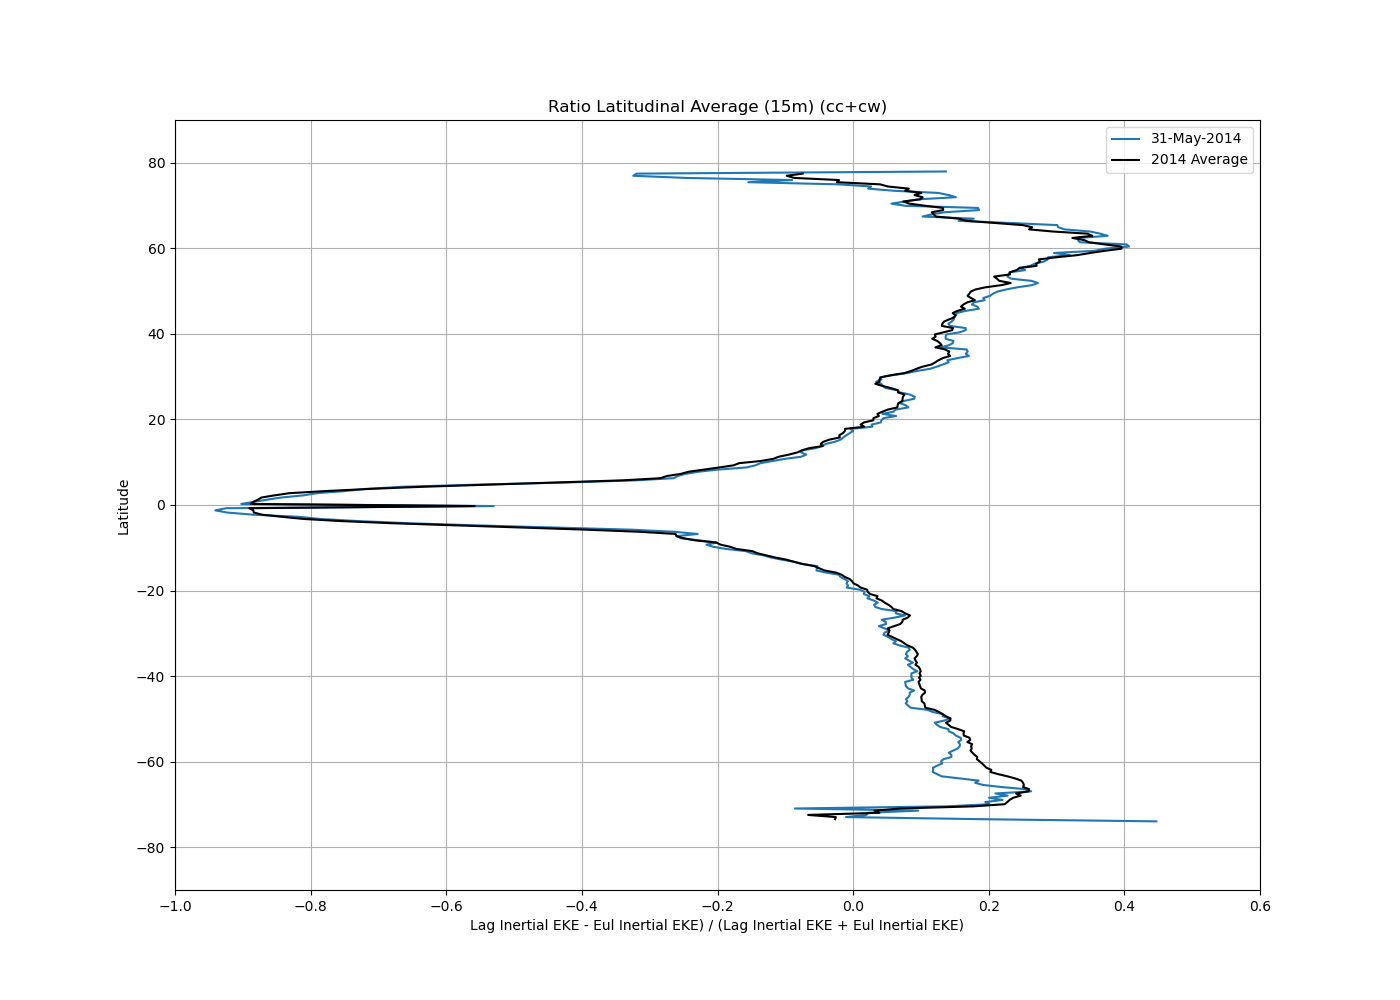 Ratio Latitudinal Average (15m) (cc+cw)
31-May-2014
2014 Average
80
60
40
20
0
−20
−40
−60
−80
Latitude
−1.0 −0.8 −0.6 −0.4 −0.2 0.0 0.2 0.4 0.6
Lag Inertial EKE - Eul Inertial EKE) / (Lag Inertial EKE + Eul Inertial EKE)